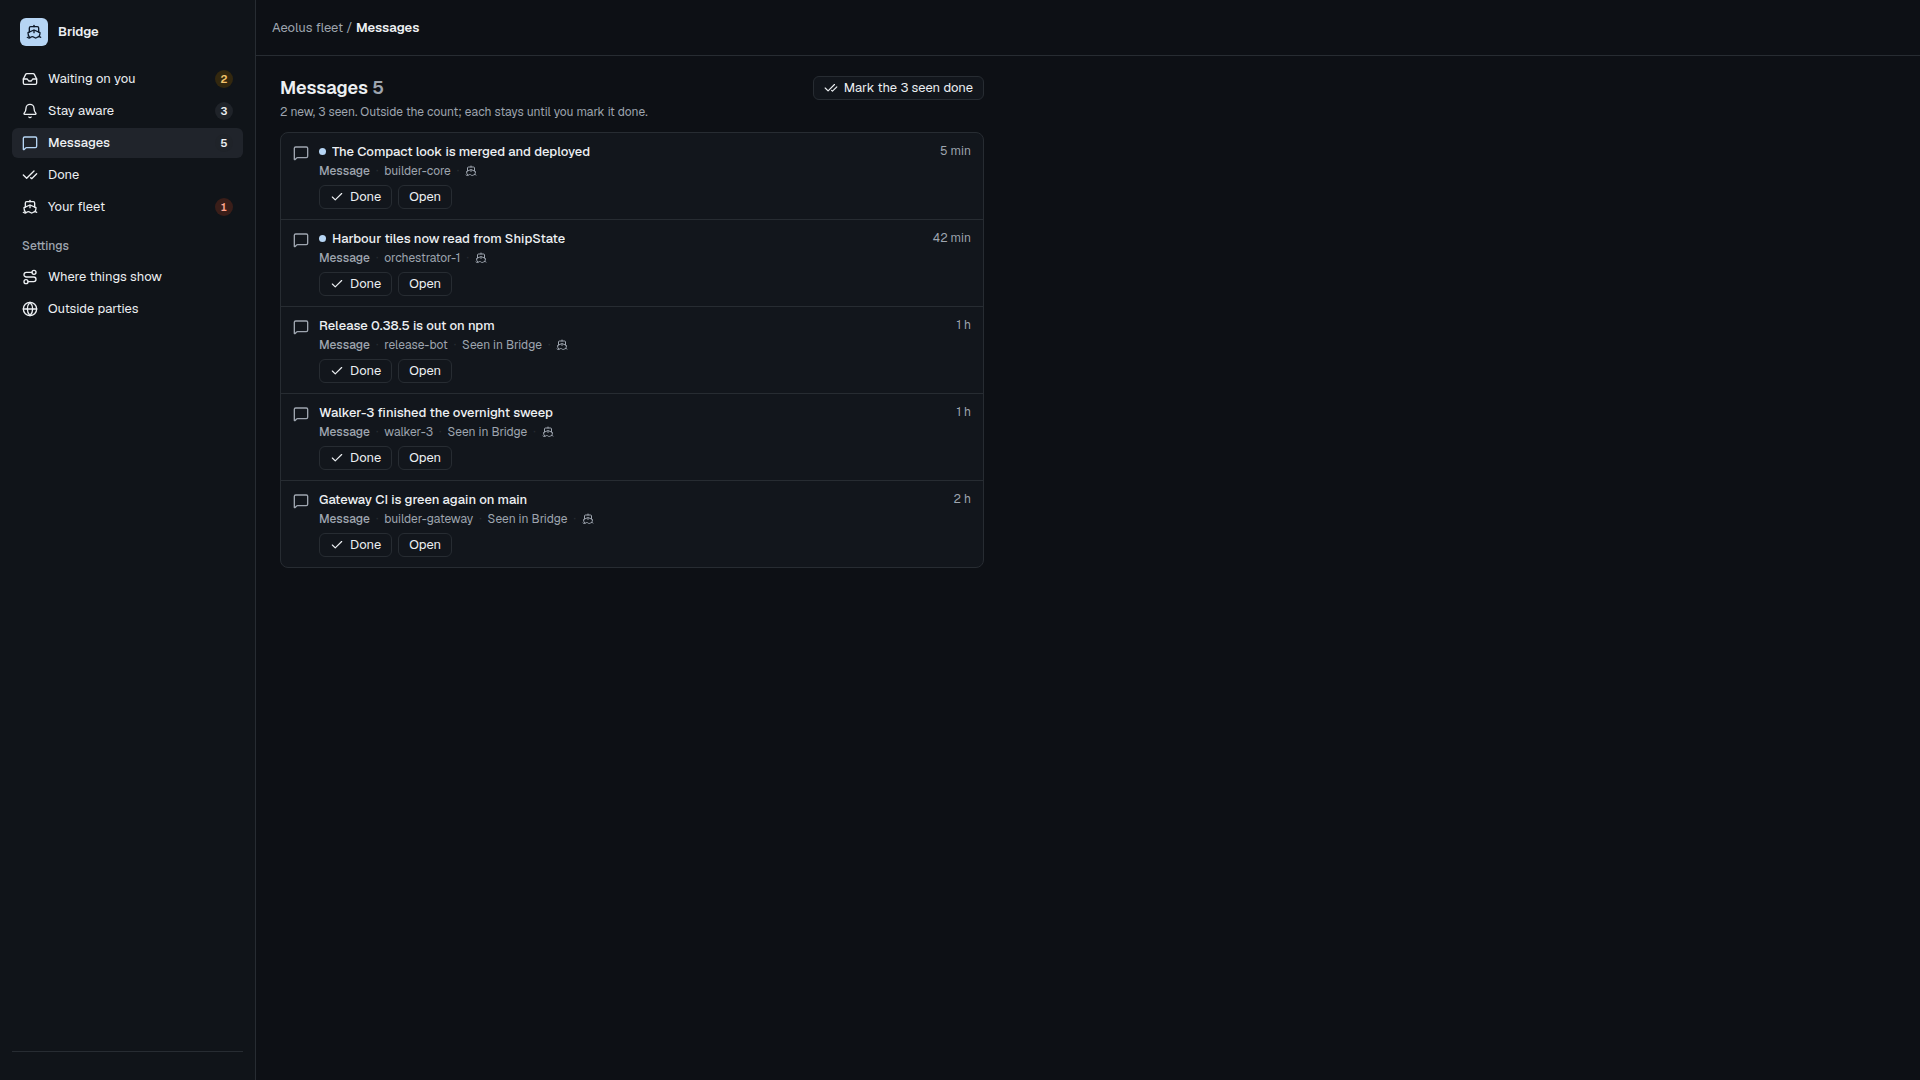 Bridge
Waiting on you 2
Stay aware 3
Messages 5
Done
Your fleet 1
Settings
Where things show
Outside parties
Aeolus fleet / Messages
Messages 5
Mark the 3 seen done
2 new, 3 seen. Outside the count; each stays until you mark it done.
The Compact look is merged and deployed 5 min
Message · builder-core ·
Done Open
Harbour tiles now read from ShipState 42 min
Message · orchestrator-1 ·
Done Open
Release 0.38.5 is out on npm 1 h
Message · release-bot · Seen in Bridge ·
Done Open
Walker-3 finished the overnight sweep 1 h
Message · walker-3 · Seen in Bridge ·
Done Open
Gateway CI is green again on main 2 h
Message · builder-gateway · Seen in Bridge ·
Done Open